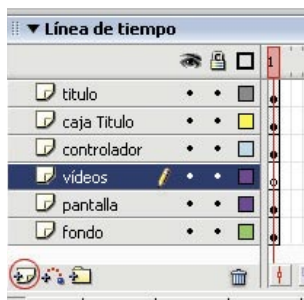 Línea de tiempo
1
titulo
caja Titulo
controlador
vídeos
pantalla
fondo